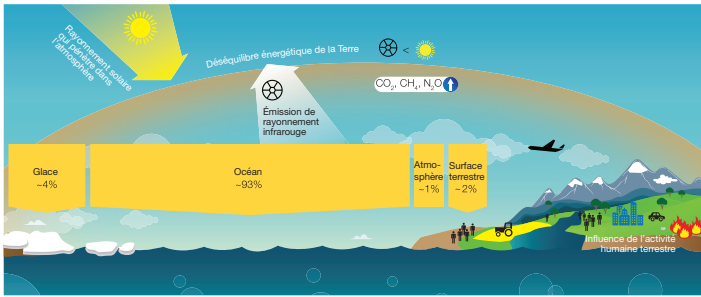 Rayonnement solaire
qui pénètre dans
l'atmosphère
Déséquilibre énergétique de la Terre
<
CO₂, CH₄, N₂O
Émission de
rayonnement
infrarouge
Glace
~4%
Océan
~93%
Atmo-
sphère
~1%
Surface
terrestre
~2%
Influence de l'activité
humaine terrestre